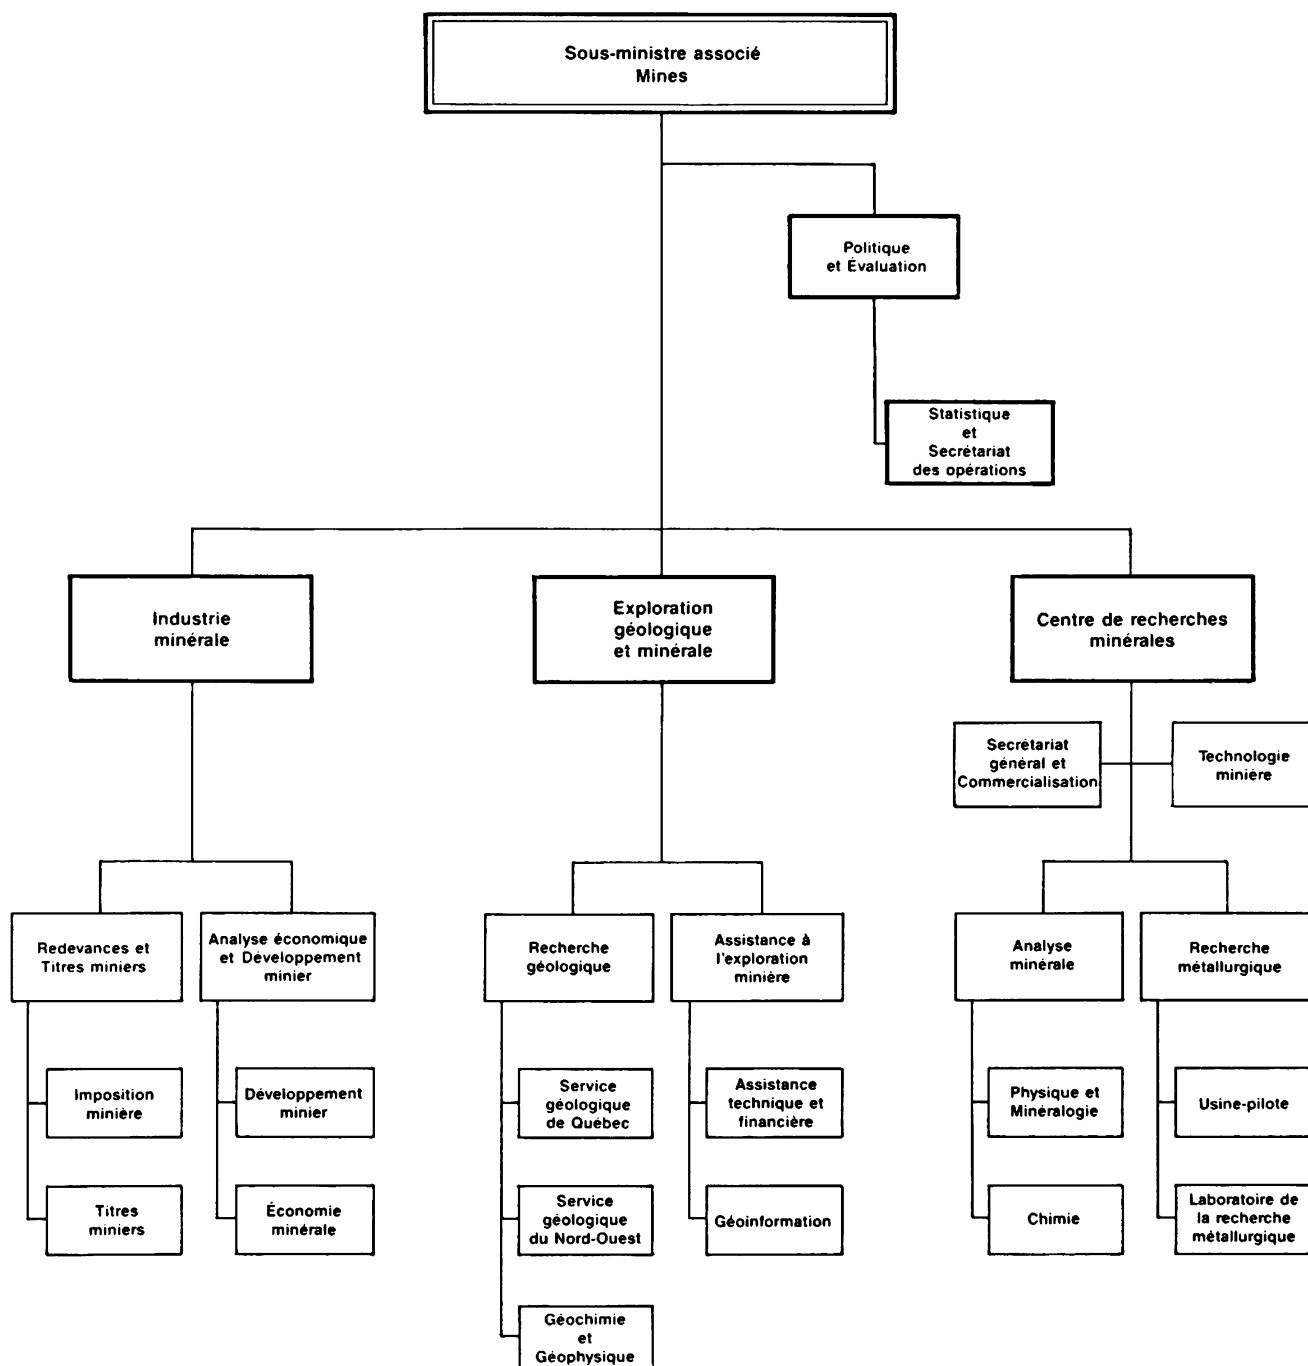 Sous-ministre associé
Mines
Politique
et Évaluation
Statistique
et
Secrétariat
des opérations
Industrie
minérale
Exploration
géologique
et minérale
Centre de recherches
minérales
Secrétariat
général et
Commercialisation
Technologie
minière
Redevances et
Titres miniers
Analyse économique
et Développement
minier
Recherche
géologique
Assistance à
l'exploration
minière
Analyse
minérale
Recherche
métallurgique
Imposition
minière
Développement
minier
Service
géologique
de Québec
Assistance
technique et
financière
Physique et
Minéralogie
Usine-pilote
Titres
miniers
Économie
minérale
Service
géologique
du Nord-Ouest
Géoinformation
Chimie
Laboratoire de
la recherche
métallurgique
Géochimie
et
Géophysique